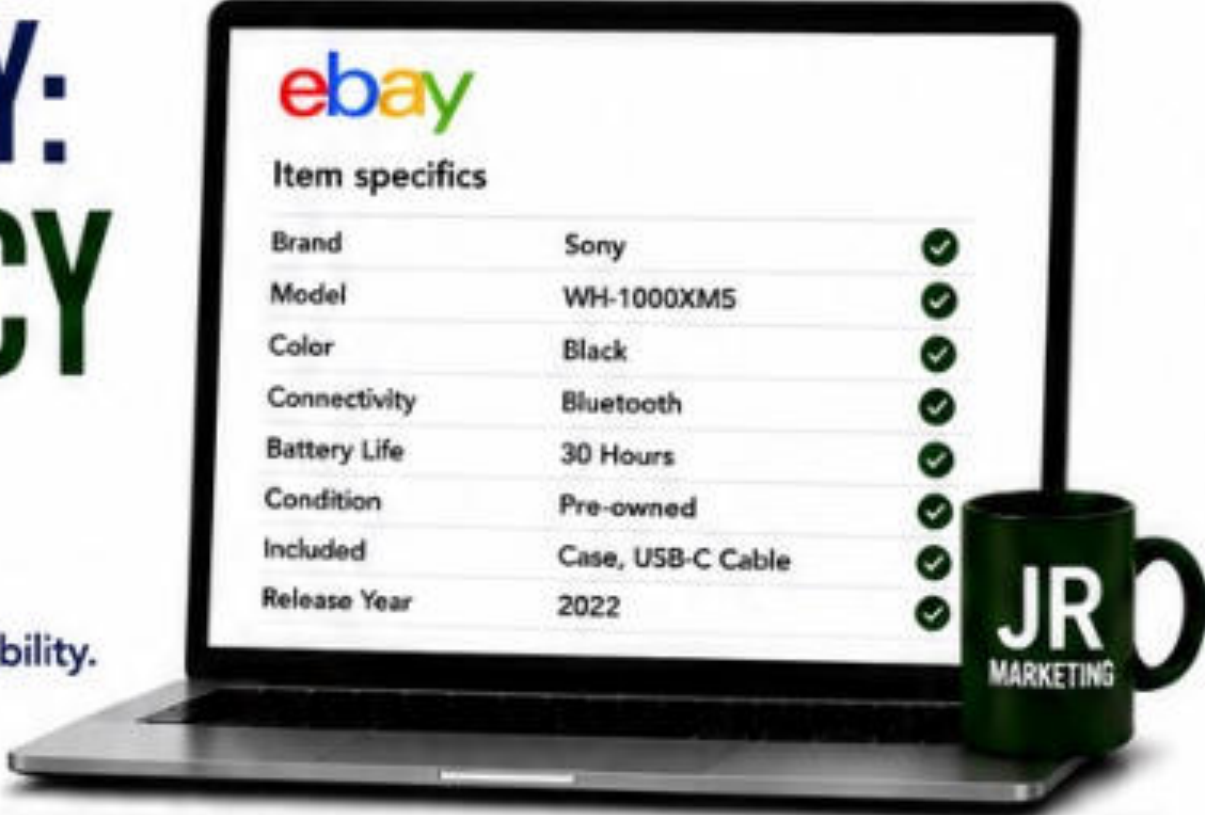 Y:
CY
bility.
ebay
Item specifics
Brand Sony
Model WH-1000XM5
Color Black
Connectivity Bluetooth
Battery Life 30 Hours
Condition Pre-owned
Included Case, USB-C Cable
Release Year 2022
JR
MARKETING